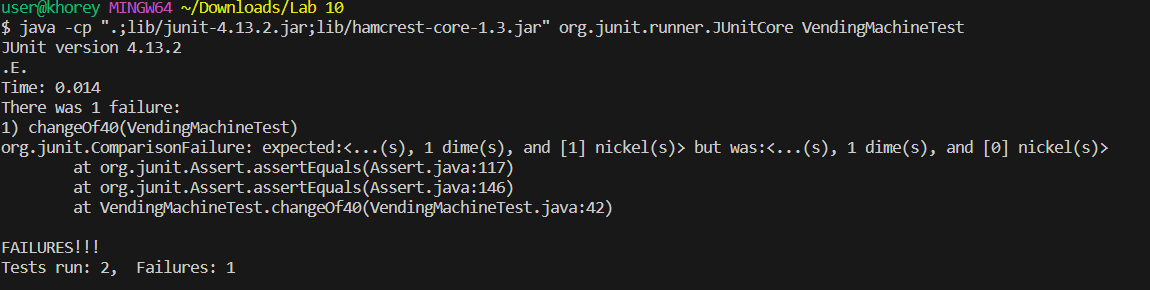 user@khorey MINGW64 ~/Downloads/Lab 10
$ java -cp ".;lib/junit-4.13.2.jar;lib/hamcrest-core-1.3.jar" org.junit.runner.JUnitCore VendingMachineTest
JUnit version 4.13.2
.E.
Time: 0.014
There was 1 failure:
1) changeOf40(VendingMachineTest)
org.junit.ComparisonFailure: expected:<...(s), 1 dime(s), and [1] nickel(s)> but was:<...(s), 1 dime(s), and [0] nickel(s)>
        at org.junit.Assert.assertEquals(Assert.java:117)
        at org.junit.Assert.assertEquals(Assert.java:146)
        at VendingMachineTest.changeOf40(VendingMachineTest.java:42)

FAILURES!!!
Tests run: 2,  Failures: 1